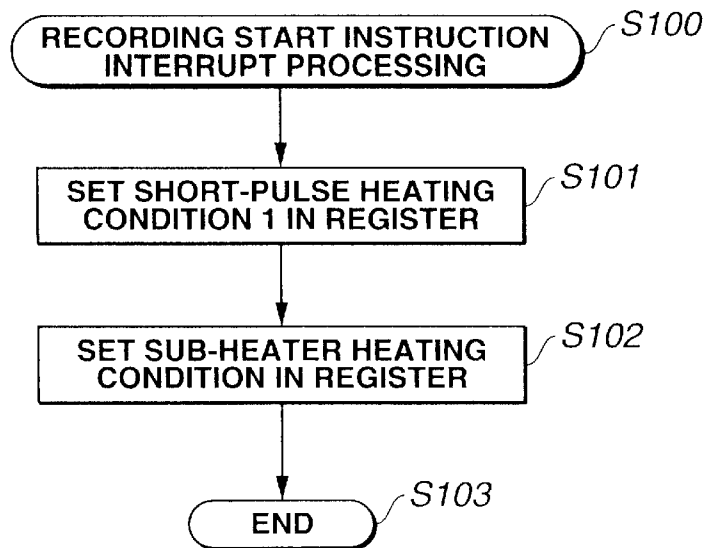 RECORDING START INSTRUCTION
INTERRUPT PROCESSING
S100
SET SHORT-PULSE HEATING
CONDITION 1 IN REGISTER
S101
SET SUB-HEATER HEATING
CONDITION IN REGISTER
S102
END
S103